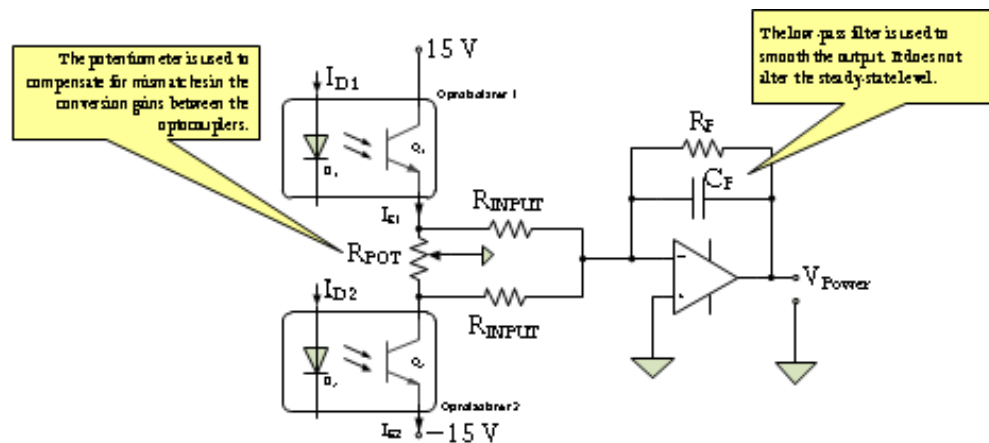 The potentiometer is used to
compensate for mismatches in the
conversion gains between the
optocouplers.
The low-pass filter is used to
smooth the output. It does not
alter the steady-state level.
15 V
I_D1
Optoisolator 1
D₁
Q₁
I_E1
R_POT
R_INPUT
R_F
C_F
V_Power
I_D2
R_INPUT
Optoisolator 2
I_E2
-15 V